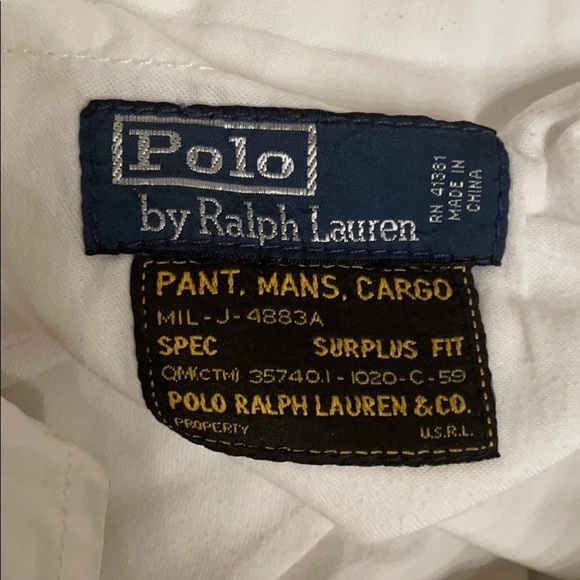 Polo
by Ralph Lauren
RN 41381
MADE IN
CHINA
PANT, MANS, CARGO
MIL-J-4883A
SPEC SURPLUS FIT
QM(CTM) 35740.1-1020-C-59
POLO RALPH LAUREN & CO.
PROPERTY U.S.R.L.